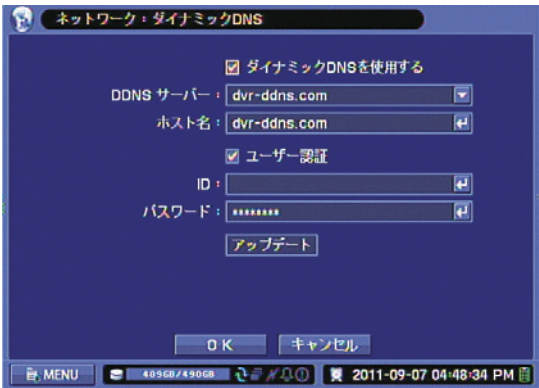 ネットワーク：ダイナミックDNS
ダイナミックDNSを使用する
DDNS サーバー： dvr-ddns.com
ホスト名： dvr-ddns.com
ユーザー認証
ID：
パスワード： ********
アップデート
OK キャンセル
MENU 489GB/490GB 2011-09-07 04:48:34 PM